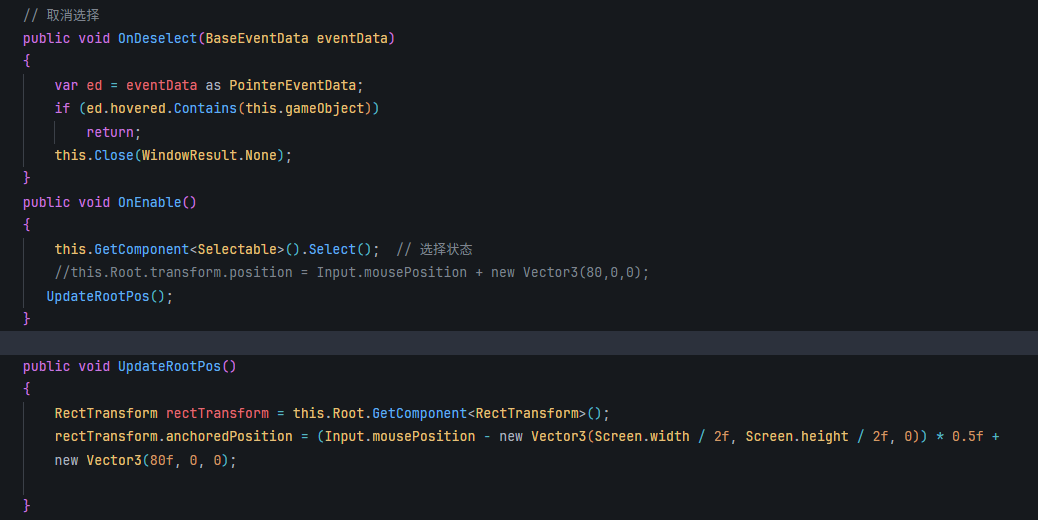 // 取消选择
public void OnDeselect(BaseEventData eventData)
{
var ed = eventData as PointerEventData;
if (ed.hovered.Contains(this.gameObject))
return;
this.Close(WindowResult.None);
}
public void OnEnable()
{
this.GetComponent<Selectable>().Select();  // 选择状态
//this.Root.transform.position = Input.mousePosition + new Vector3(80,0,0);
UpdateRootPos();
}
public void UpdateRootPos()
{
RectTransform rectTransform = this.Root.GetComponent<RectTransform>();
rectTransform.anchoredPosition = (Input.mousePosition - new Vector3(Screen.width / 2f, Screen.height / 2f, 0)) * 0.5f +
new Vector3(80f, 0, 0);
}